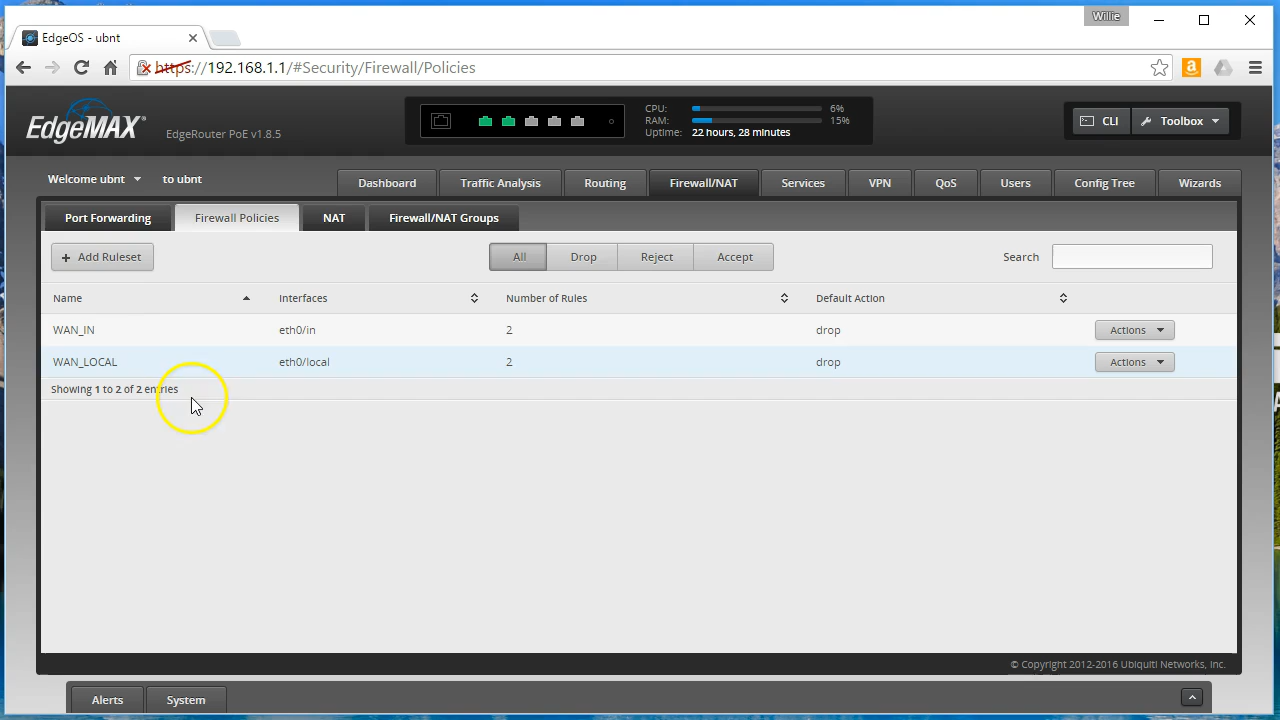 Willie
EdgeOS - ubnt
https://192.168.1.1/#Security/Firewall/Policies
EdgeMAX
EdgeRouter PoE v1.8.5
CPU: 6%
RAM: 15%
Uptime: 22 hours, 28 minutes
CLI
Toolbox
Welcome ubnt to ubnt
Dashboard
Traffic Analysis
Routing
Firewall/NAT
Services
VPN
QoS
Users
Config Tree
Wizards
Port Forwarding
Firewall Policies
NAT
Firewall/NAT Groups
+ Add Ruleset
All
Drop
Reject
Accept
Search
Name Interfaces Number of Rules Default Action
WAN_IN eth0/in 2 drop Actions
WAN_LOCAL eth0/local 2 drop Actions
Showing 1 to 2 of 2 entries
© Copyright 2012-2016 Ubiquiti Networks, Inc.
Alerts
System